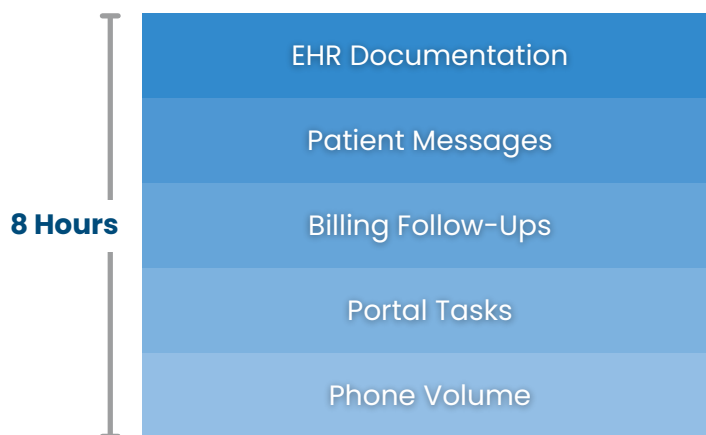 EHR Documentation
Patient Messages
8 Hours
Billing Follow-Ups
Portal Tasks
Phone Volume